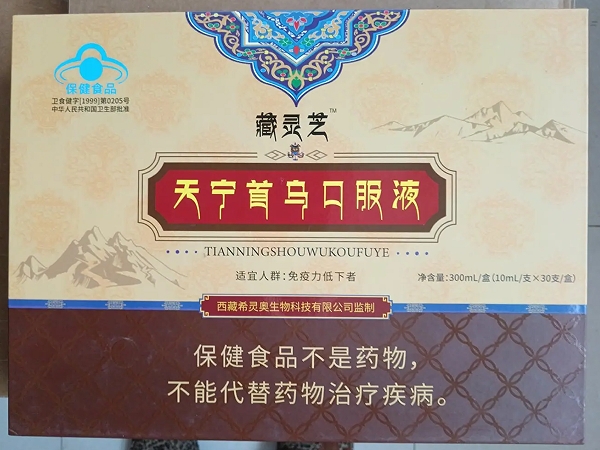 保健食品
卫食健字[1999]第0205号
中华人民共和国卫生部批准
藏灵芝™
天宁首乌口服液
TIANNINGSHOUWUKOUFUYE
适宜人群:免疫力低下者
净含量:300mL/盒(10mL/支×30支/盒)
西藏希灵奥生物科技有限公司监制
保健食品不是药物,
不能代替药物治疗疾病。